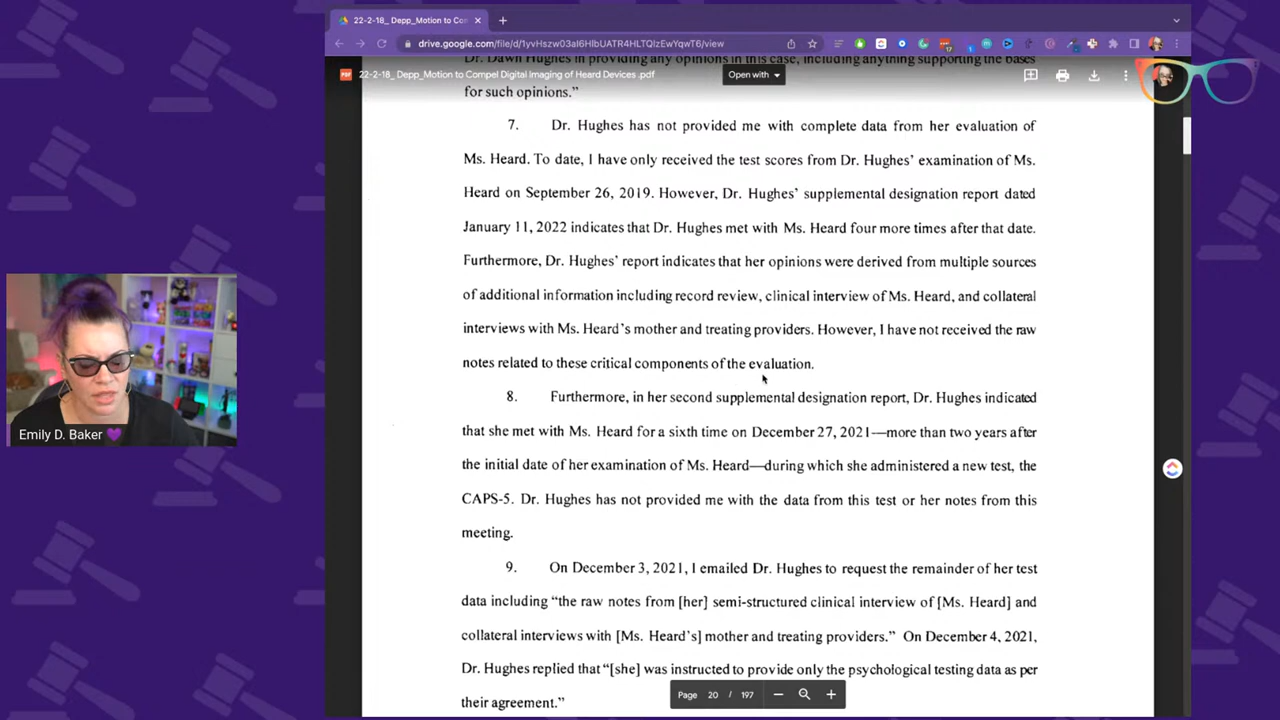 22-2-18_ Depp_Motion to Com
drive.google.com/file/d/1yvHszw03aI6HIbUATR4HLTQIzEwYqwT6/view
Dr. Dawn Hughes in providing any opinions in this case, including anything supporting the bases
22-2-18_ Depp_Motion to Compel Digital Imaging of Heard Devices .pdf
Open with
for such opinions.”
7. Dr. Hughes has not provided me with complete data from her evaluation of
Ms. Heard. To date, I have only received the test scores from Dr. Hughes’ examination of Ms.
Heard on September 26, 2019. However, Dr. Hughes’ supplemental designation report dated
January 11, 2022 indicates that Dr. Hughes met with Ms. Heard four more times after that date.
Furthermore, Dr. Hughes’ report indicates that her opinions were derived from multiple sources
of additional information including record review, clinical interview of Ms. Heard, and collateral
interviews with Ms. Heard’s mother and treating providers. However, I have not received the raw
notes related to these critical components of the evaluation.
8. Furthermore, in her second supplemental designation report, Dr. Hughes indicated
that she met with Ms. Heard for a sixth time on December 27, 2021—more than two years after
the initial date of her examination of Ms. Heard—during which she administered a new test, the
CAPS-5. Dr. Hughes has not provided me with the data from this test or her notes from this
meeting.
9. On December 3, 2021, I emailed Dr. Hughes to request the remainder of her test
data including “the raw notes from [her] semi-structured clinical interview of [Ms. Heard] and
collateral interviews with [Ms. Heard’s] mother and treating providers.” On December 4, 2021,
Dr. Hughes replied that “[she] was instructed to provide only the psychological testing data as per
their agreement.”
Page 20 / 197
Emily D. Baker 💜